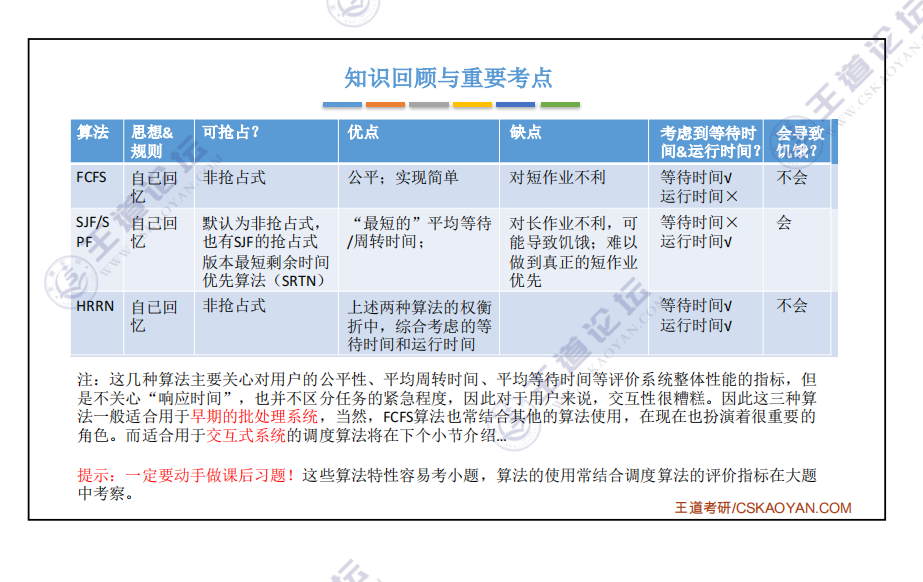 知识回顾与重要考点
算法 思想& 可抢占？ 优点 缺点 考虑到等待时 会导致
规则 间&运行时间？ 饥饿？
FCFS 自己回 非抢占式 公平；实现简单 对短作业不利 等待时间√ 不会
忆 运行时间×
SJF/S 自己回 默认为非抢占式， “最短的”平均等待 对长作业不利，可 等待时间× 会
PF 忆 也有SJF的抢占式 /周转时间； 能导致饥饿；难以 运行时间√
版本最短剩余时间 做到真正的短作业
优先算法（SRTN） 优先
HRRN 自己回 非抢占式 上述两种算法的权衡 等待时间√ 不会
忆 折中，综合考虑的等 运行时间√
待时间和运行时间
注：这几种算法主要关心对用户的公平性、平均周转时间、平均等待时间等评价系统整体性能的指标，但
是不关心“响应时间”，也并不区分任务的紧急程度，因此对于用户来说，交互性很糟糕。因此这三种算
法一般适合用于早期的批处理系统，当然，FCFS算法也常结合其他的算法使用，在现在也扮演着很重要的
角色。而适合用于交互式系统的调度算法将在下个小节介绍...
提示：一定要动手做课后习题！这些算法特性容易考小题，算法的使用常结合调度算法的评价指标在大题
中考察。
王道考研/CSKAOYAN.COM
王道论坛
WWW.CSKAOYAN.COM